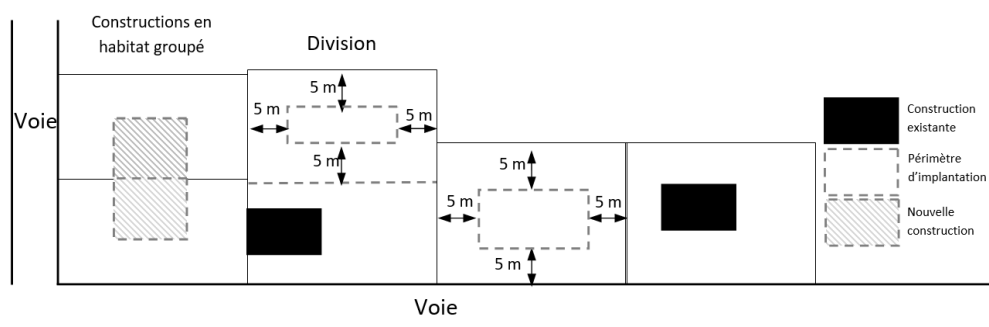 Constructions en
habitat groupé
Division
5 m
5 m
5 m
5 m
Voie
5 m
5 m
5 m
5 m
Voie
Construction
existante
Périmètre
d'implantation
Nouvelle
construction